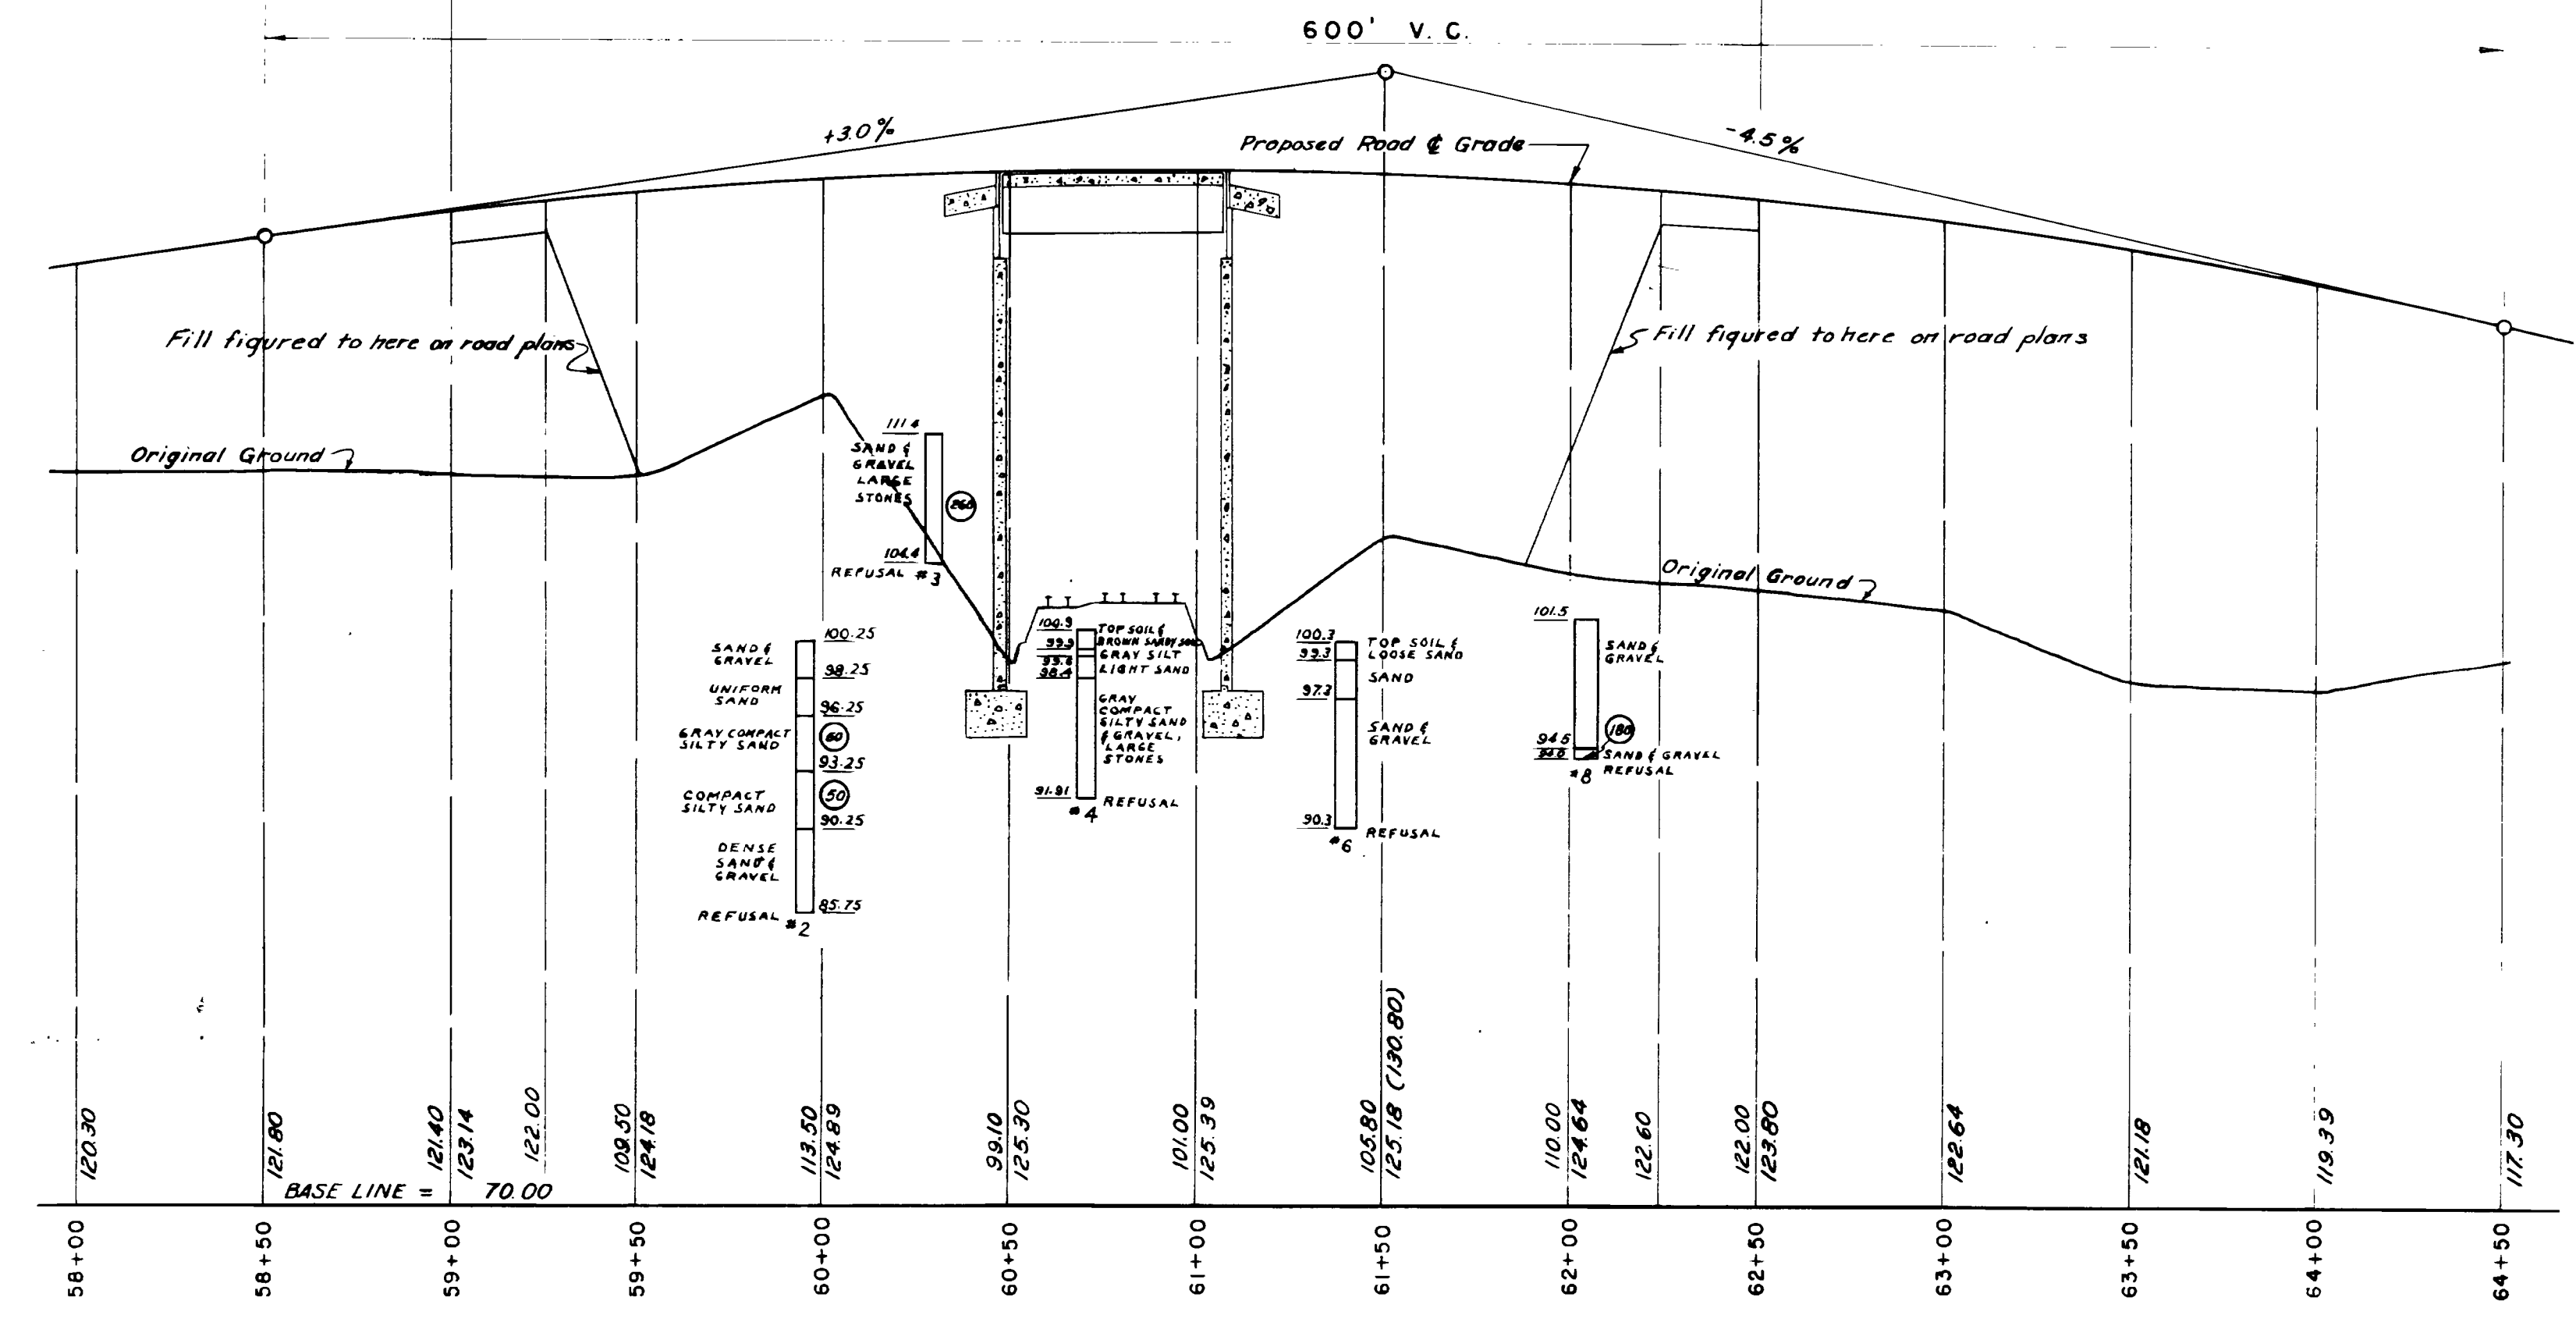 600' V. C.
+3.0%
-4.5%
Proposed Road ℄ Grade
Fill figured to here on road plans
Fill figured to here on road plans
Original Ground
Original Ground
111.4
SAND &
GRAVEL
LARGE
STONES
260
104.4
REFUSAL #3
100.25
SAND &
GRAVEL
98.25
UNIFORM
SAND
96.25
GRAY COMPACT
SILTY SAND
60
93.25
COMPACT
SILTY SAND
50
90.25
DENSE
SAND &
GRAVEL
85.75
REFUSAL
#2
100.9
TOP SOIL &
BROWN SANDY SOIL
99.9
GRAY SILT
99.6
LIGHT SAND
98.4
GRAY
COMPACT
SILTY SAND
& GRAVEL,
LARGE
STONES
91.91
REFUSAL
#4
100.3
TOP SOIL &
LOOSE SAND
99.3
SAND
97.3
SAND &
GRAVEL
90.3
REFUSAL
#6
101.5
SAND &
GRAVEL
180
94.5
94.0
SAND & GRAVEL
REFUSAL
#8
120.30
121.80
121.40
123.14
122.00
109.50
124.18
113.50
124.89
99.10
125.30
101.00
125.39
105.80
125.18 (130.80)
110.00
124.64
122.60
122.00
123.80
122.64
121.18
119.39
117.30
BASE LINE = 70.00
58+00
58+50
59+00
59+50
60+00
60+50
61+00
61+50
62+00
62+50
63+00
63+50
64+00
64+50